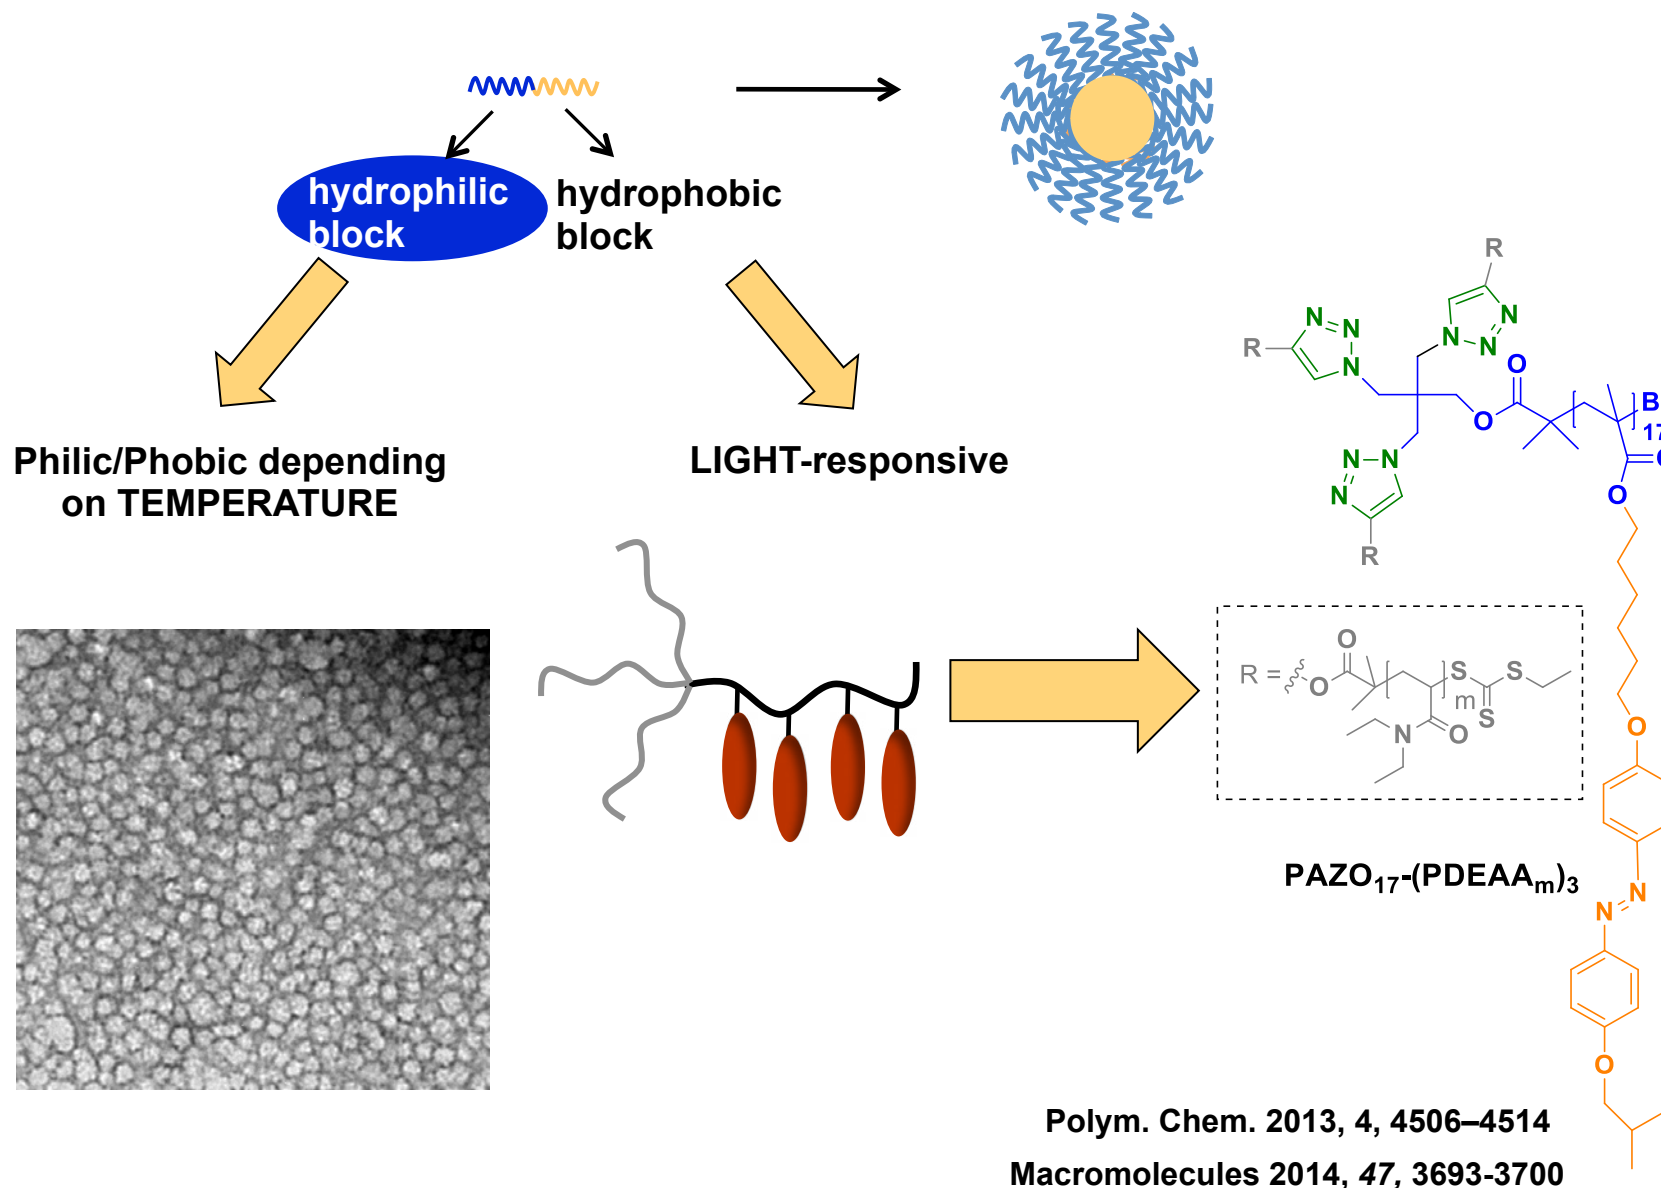 hydrophilic
block
hydrophobic
block
Philic/Phobic depending
on TEMPERATURE
LIGHT-responsive
R
R
N
N
N
N
N
N
O
O
B
17
N
N
N
R
O
O
R =
O
O
S
S
S
m
N
O
O
PAZO17-(PDEAAm)3
N
N
O
Polym. Chem. 2013, 4, 4506–4514
Macromolecules 2014, 47, 3693-3700